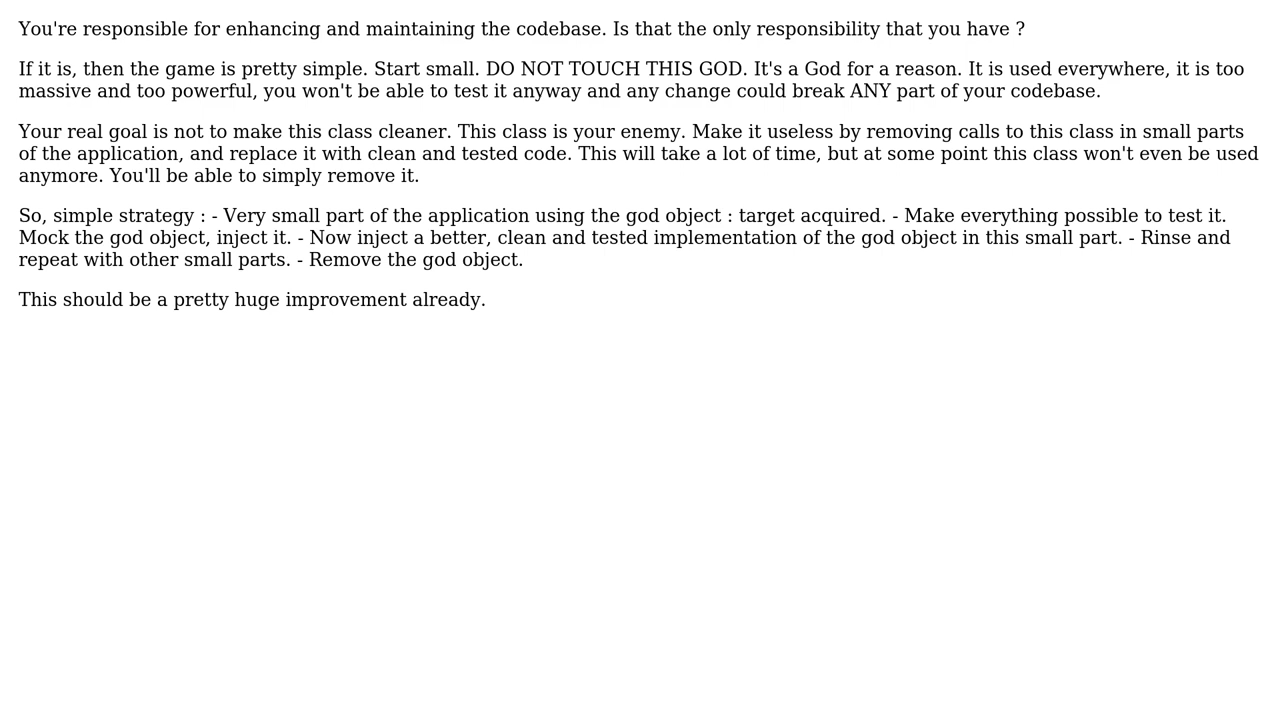 You're responsible for enhancing and maintaining the codebase. Is that the only responsibility that you have ?
If it is, then the game is pretty simple. Start small. DO NOT TOUCH THIS GOD. It's a God for a reason. It is used everywhere, it is too
massive and too powerful, you won't be able to test it anyway and any change could break ANY part of your codebase.
Your real goal is not to make this class cleaner. This class is your enemy. Make it useless by removing calls to this class in small parts
of the application, and replace it with clean and tested code. This will take a lot of time, but at some point this class won't even be used
anymore. You'll be able to simply remove it.
So, simple strategy : - Very small part of the application using the god object : target acquired. - Make everything possible to test it.
Mock the god object, inject it. - Now inject a better, clean and tested implementation of the god object in this small part. - Rinse and
repeat with other small parts. - Remove the god object.
This should be a pretty huge improvement already.